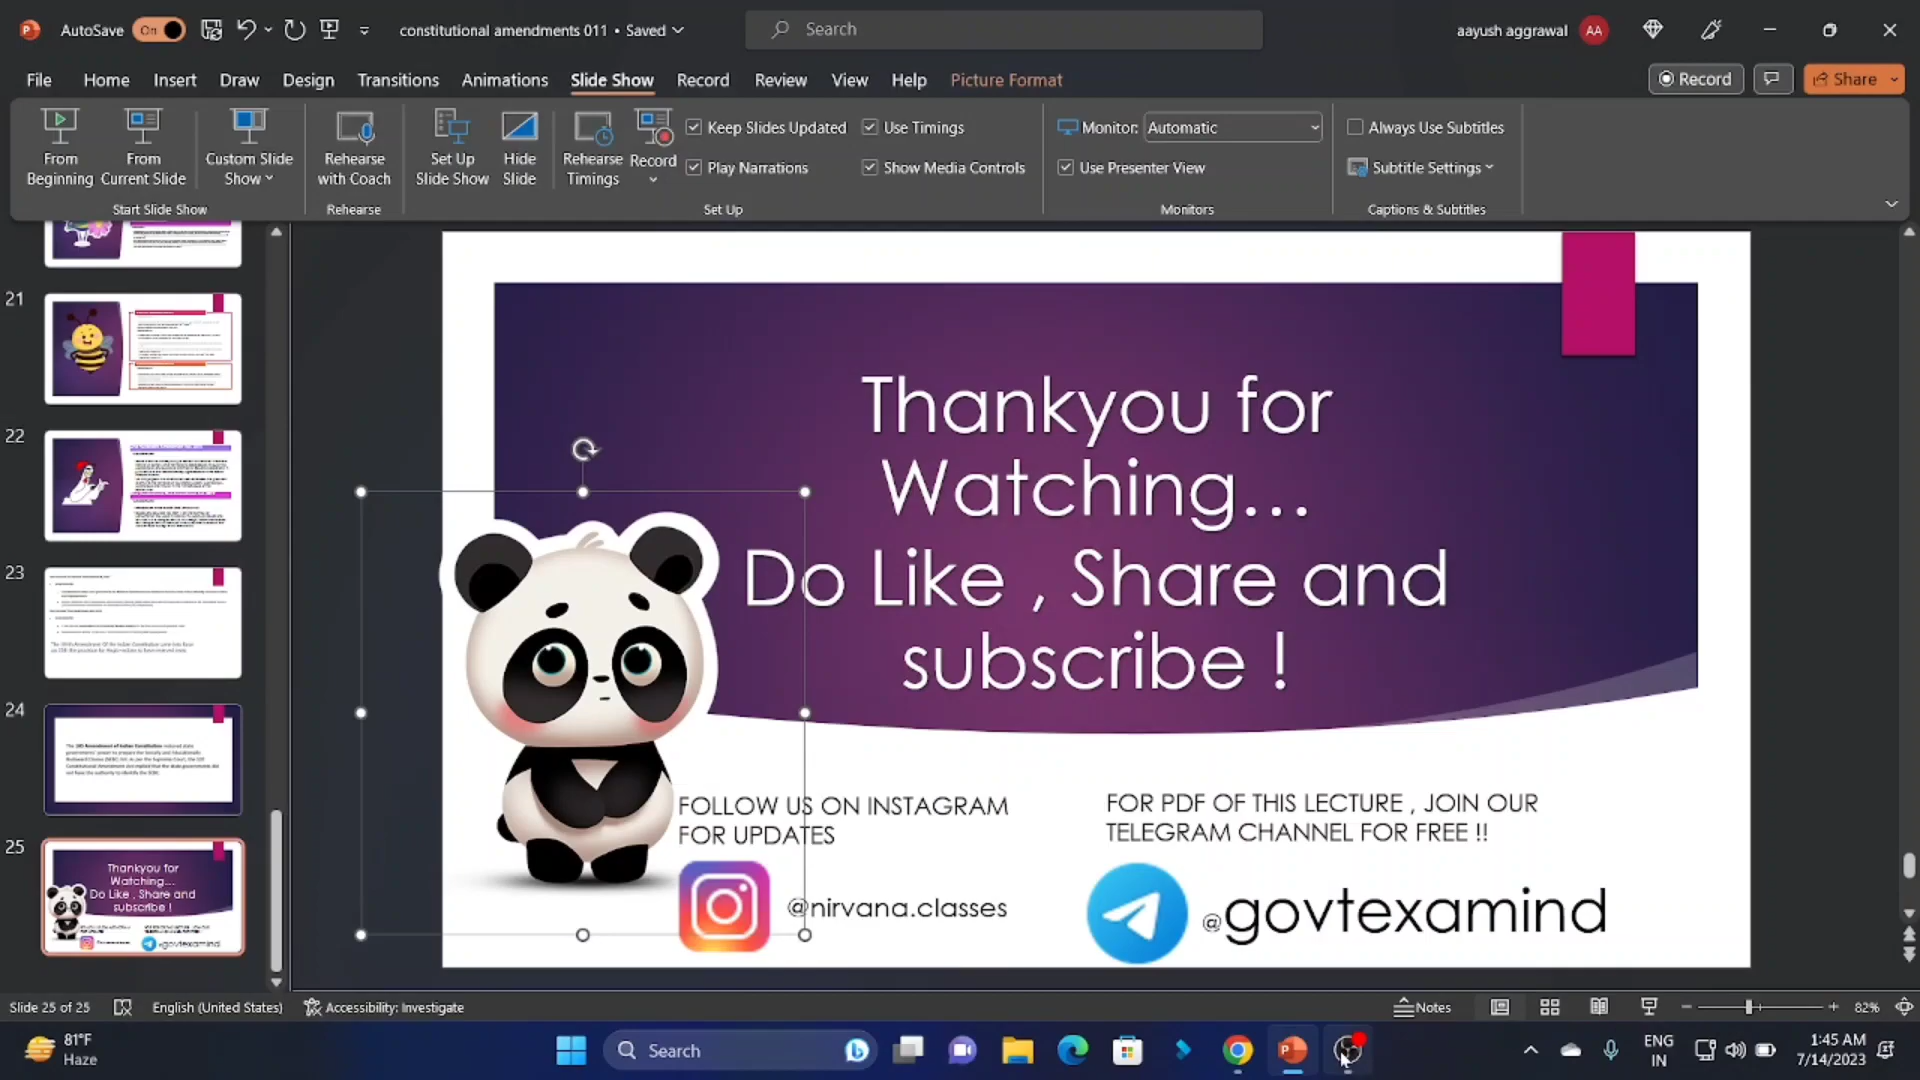 AutoSave On
constitutional amendments 011 • Saved
Search
aayush aggrawal AA
File Home Insert Draw Design Transitions Animations Slide Show Record Review View Help Picture Format
Record
Share
From Beginning
From Current Slide
Custom Slide Show
Start Slide Show
Rehearse with Coach
Rehearse
Set Up Slide Show
Hide Slide
Rehearse Timings
Record
Keep Slides Updated
Use Timings
Play Narrations
Show Media Controls
Set Up
Monitor: Automatic
Use Presenter View
Monitors
Always Use Subtitles
Subtitle Settings
Captions & Subtitles
21
22
23
24
25
Thankyou for
Watching...
Do Like , Share and
subscribe !
Thankyou for
Watching...
Do Like , Share and
subscribe !
FOLLOW US ON INSTAGRAM
FOR UPDATES
@nirvana.classes
FOR PDF OF THIS LECTURE , JOIN OUR
TELEGRAM CHANNEL FOR FREE !!
@govtexamind
Slide 25 of 25
English (United States)
Accessibility: Investigate
Notes
82%
81°F
Haze
Search
ENG
IN
1:45 AM
7/14/2023